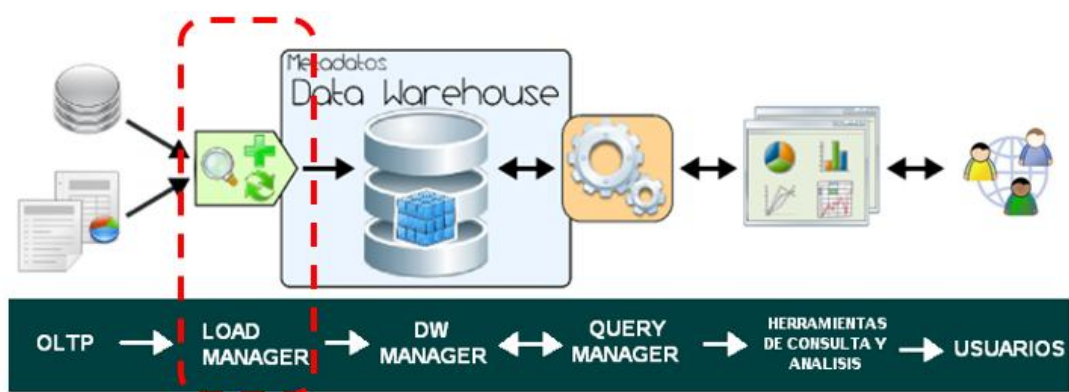 Metadatos
Data Warehouse
OLTP
LOAD
MANAGER
DW
MANAGER
QUERY
MANAGER
HERRAMIENTAS
DE CONSULTA Y
ANALISIS
USUARIOS